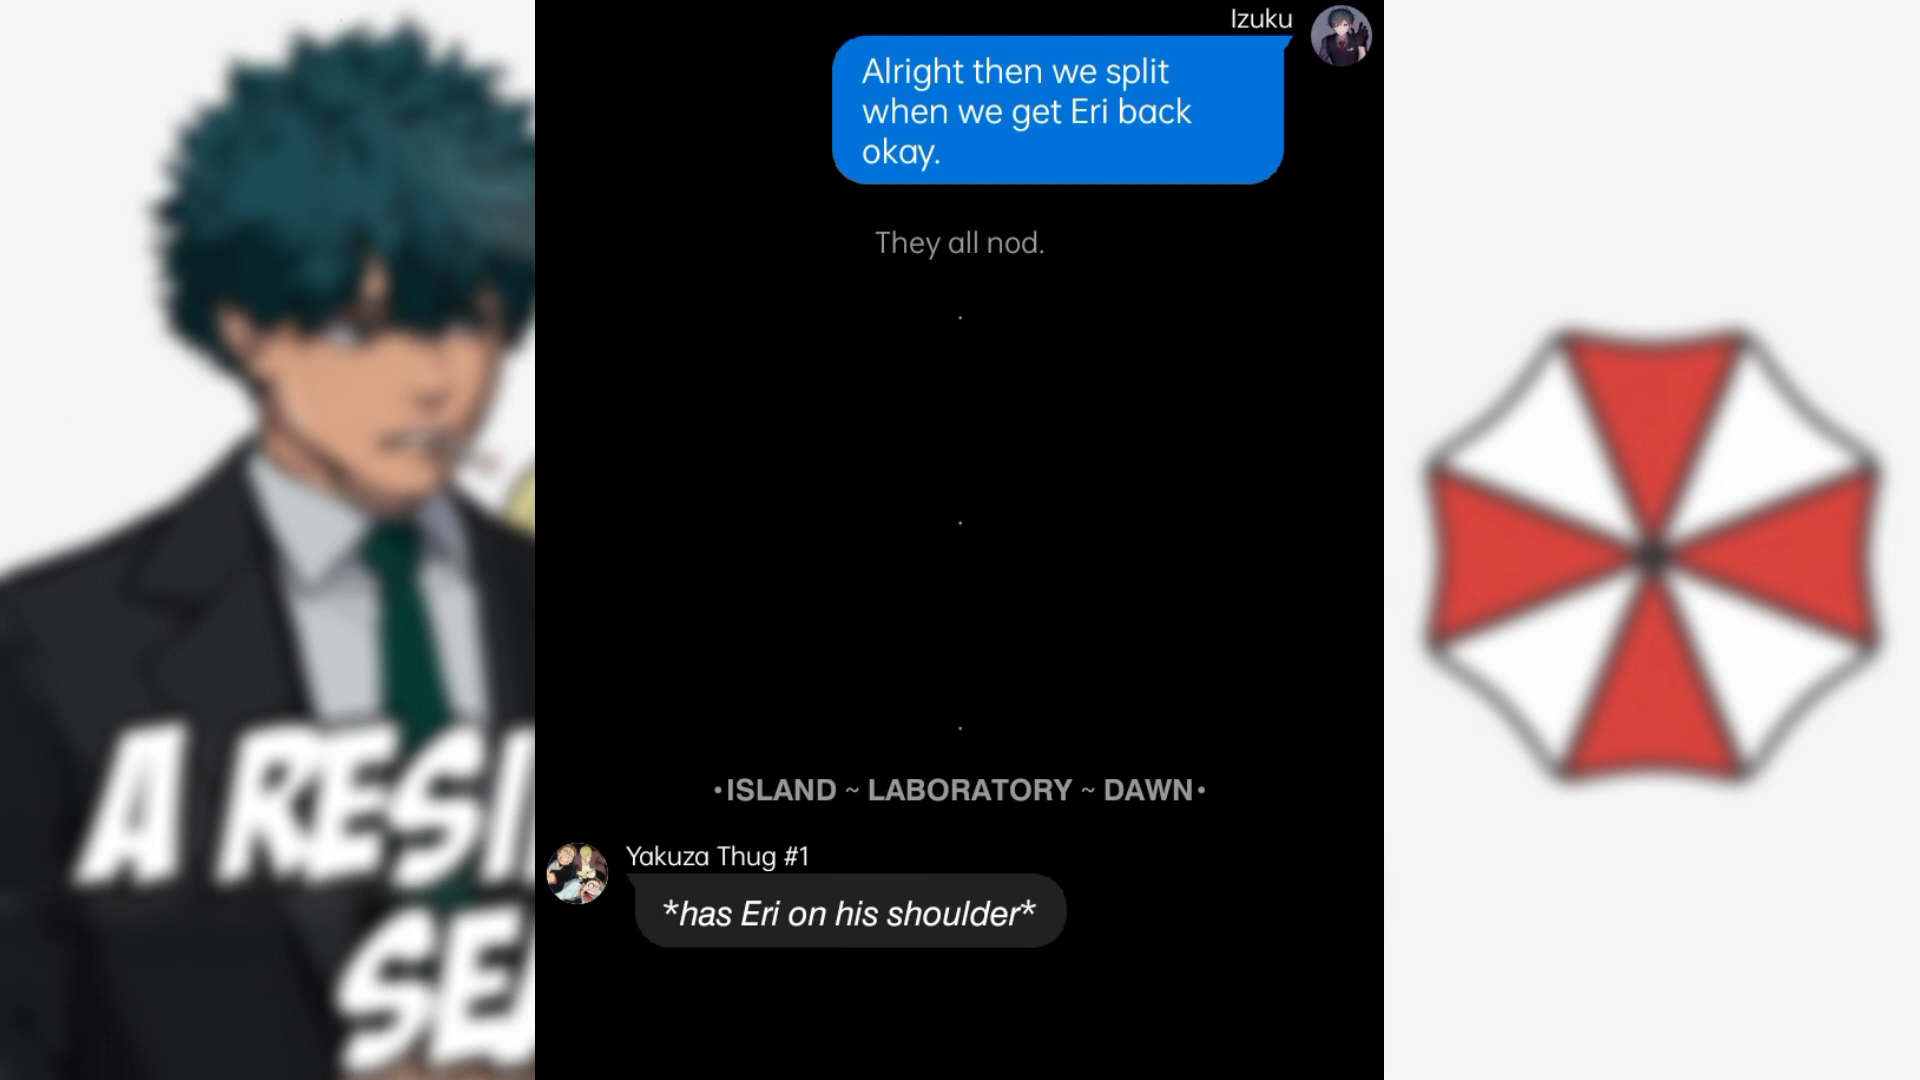 Izuku
Alright then we split
when we get Eri back
okay.
They all nod.
.
.
.
•ISLAND ~ LABORATORY ~ DAWN•
Yakuza Thug #1
*has Eri on his shoulder*
A RESI
SE